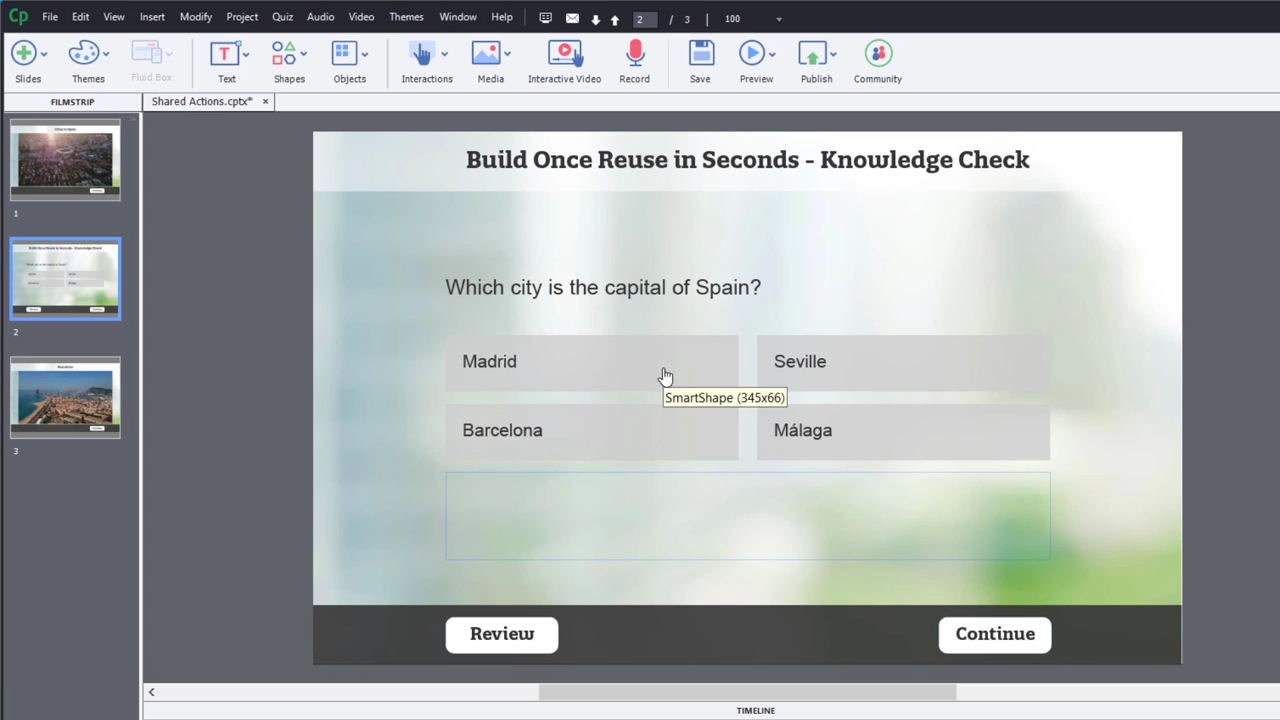 Cp File Edit View Insert Modify Project Quiz Audio Video Themes Window Help 2 / 3 100
Slides Themes Fluid Box Text Shapes Objects Interactions Media Interactive Video Record Save Preview Publish Community
FILMSTRIP
Shared Actions.cptx* ×
1
2
3
Build Once Reuse in Seconds - Knowledge Check
Which city is the capital of Spain?
Madrid
Seville
SmartShape (345x66)
Barcelona
Málaga
Review
Continue
TIMELINE